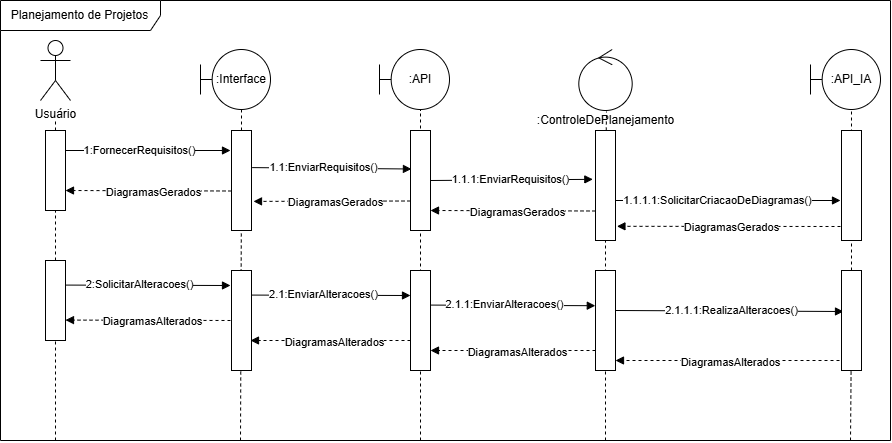 Planejamento de Projetos
Usuário
:Interface
:API
:ControleDePlanejamento
:API_IA
1:FornecerRequisitos()
1.1:EnviarRequisitos()
1.1.1:EnviarRequisitos()
1.1.1.1:SolicitarCriacaoDeDiagramas()
DiagramasGerados
DiagramasGerados
DiagramasGerados
DiagramasGerados
2:SolicitarAlteracoes()
2.1:EnviarAlteracoes()
2.1.1:EnviarAlteracoes()
2.1.1.1:RealizaAlteracoes()
DiagramasAlterados
DiagramasAlterados
DiagramasAlterados
DiagramasAlterados